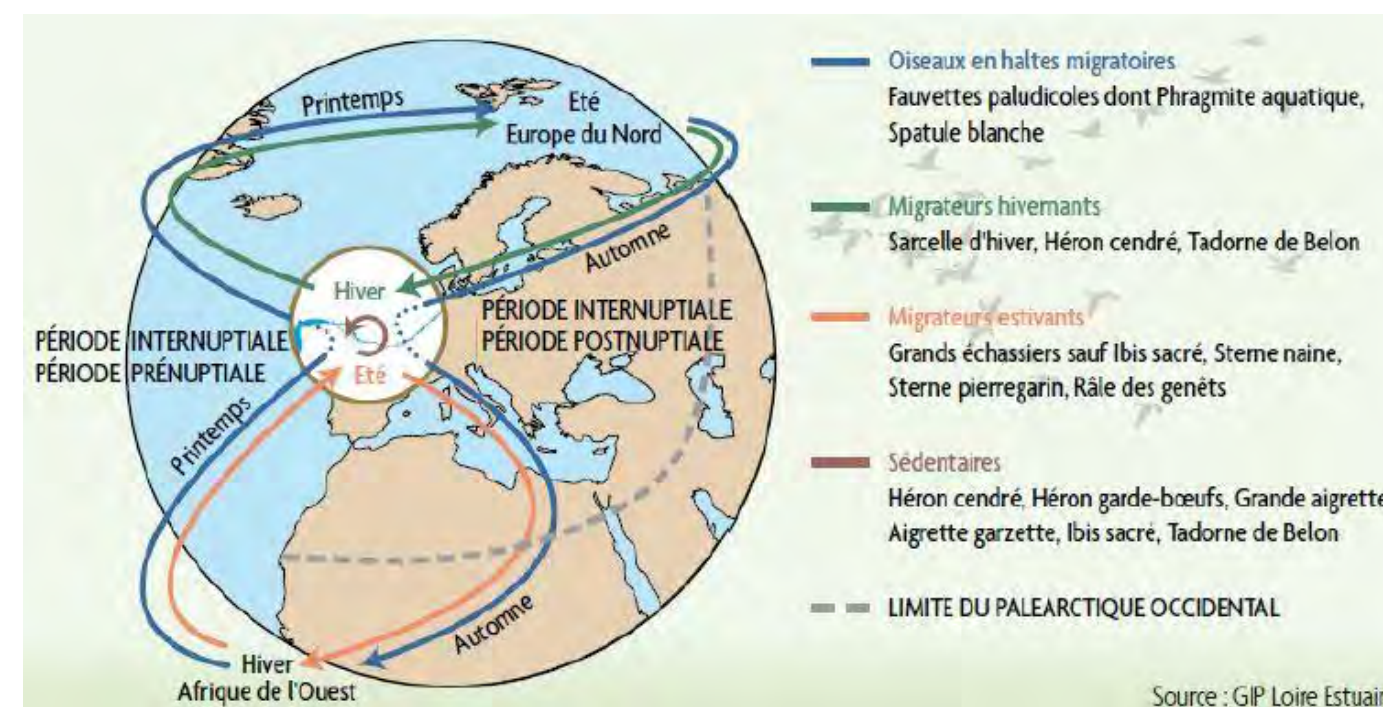 Printemps
Eté
Europe du Nord
Automne
Hiver
PÉRIODE INTERNUPTIALE
PÉRIODE POSTNUPTIALE
PÉRIODE INTERNUPTIALE
PÉRIODE PRÉNUPTIALE
Eté
Printemps
Automne
Hiver
Afrique de l'Ouest
Oiseaux en haltes migratoires
Fauvettes paludicoles dont Phragmite aquatique,
Spatule blanche
Migrateurs hivernants
Sarcelle d'hiver, Héron cendré, Tadorne de Belon
Migrateurs estivants
Grands échassiers sauf Ibis sacré, Sterne naine,
Sterne pierregarin, Râle des genêts
Sédentaires
Héron cendré, Héron garde-bœufs, Grande aigrette
Aigrette garzette, Ibis sacré, Tadorne de Belon
LIMITE DU PALEARCTIQUE OCCIDENTAL
Source : GIP Loire Estuair